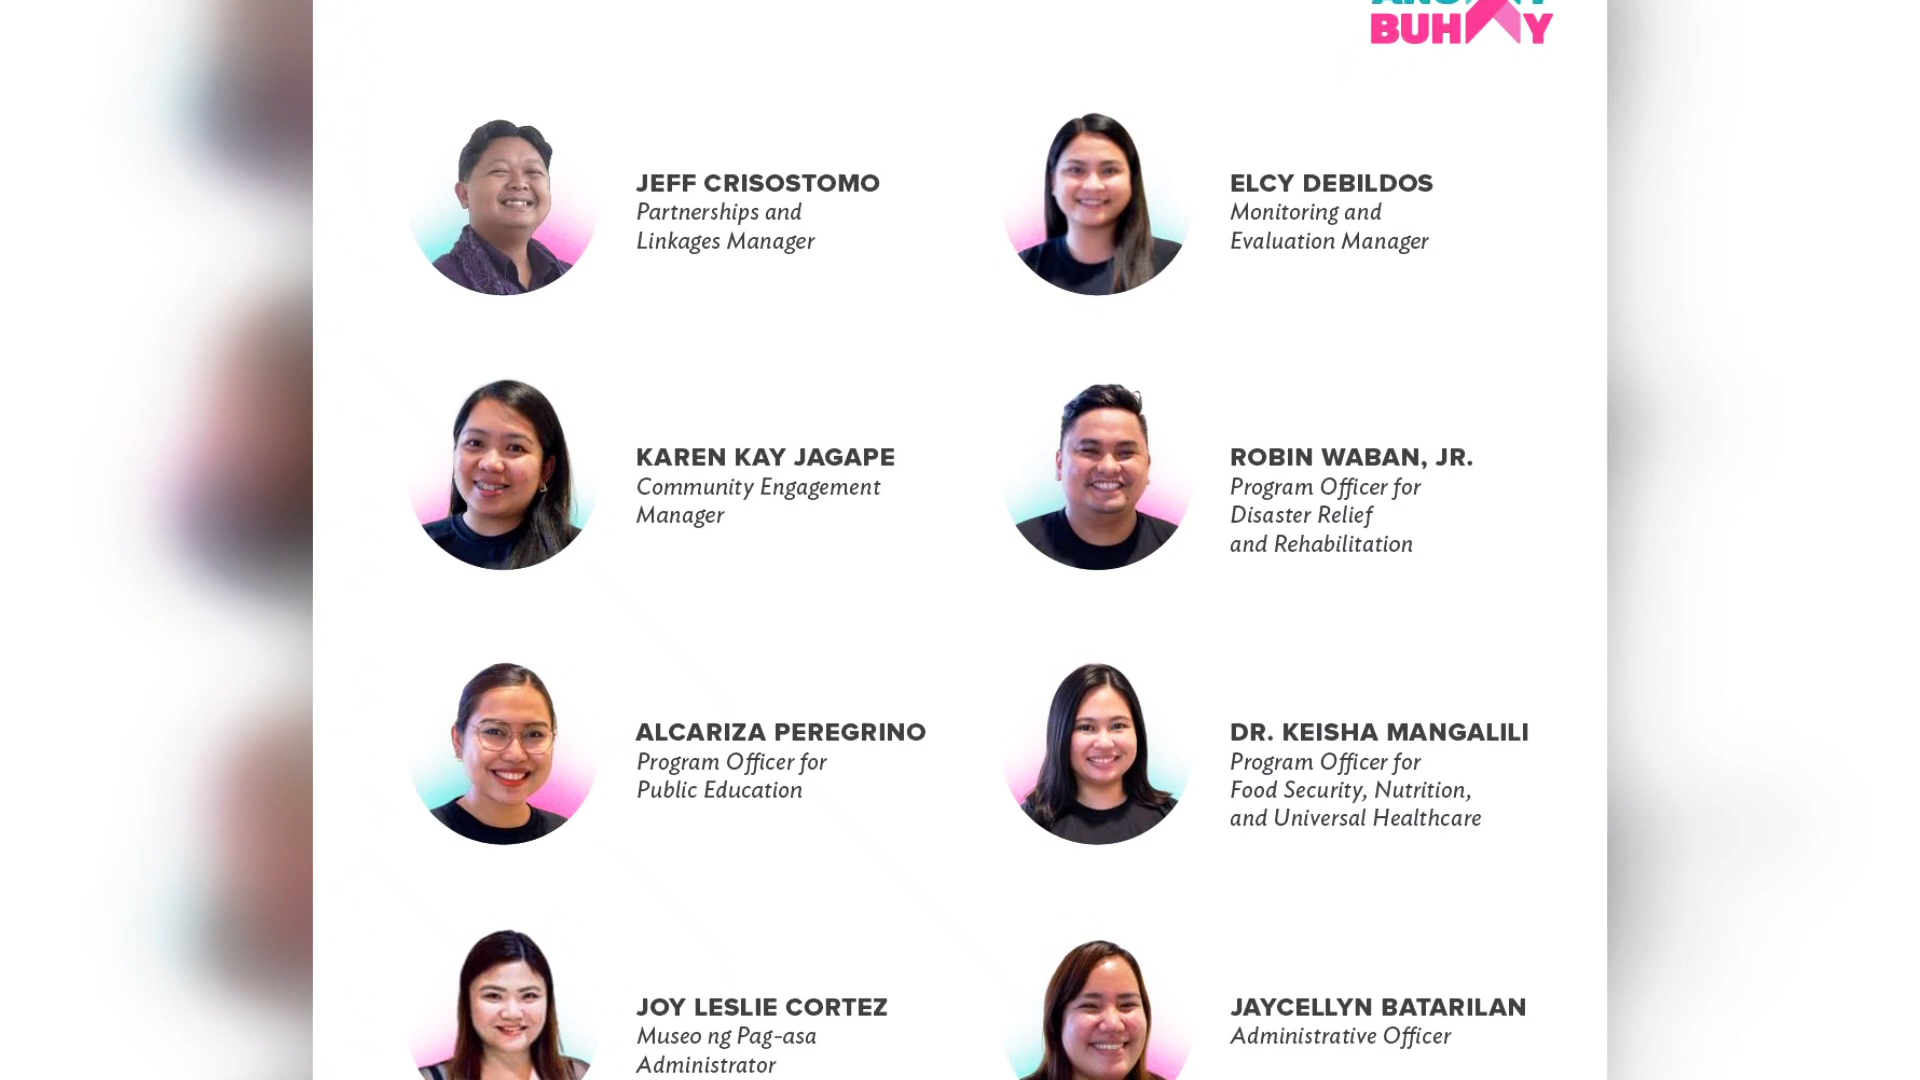 BUHAY
JEFF CRISOSTOMO
Partnerships and
Linkages Manager
ELCY DEBILDOS
Monitoring and
Evaluation Manager
KAREN KAY JAGAPE
Community Engagement
Manager
ROBIN WABAN, JR.
Program Officer for
Disaster Relief
and Rehabilitation
ALCARIZA PEREGRINO
Program Officer for
Public Education
DR. KEISHA MANGALILI
Program Officer for
Food Security, Nutrition,
and Universal Healthcare
JOY LESLIE CORTEZ
Museo ng Pag-asa
Administrator
JAYCELLYN BATARILAN
Administrative Officer